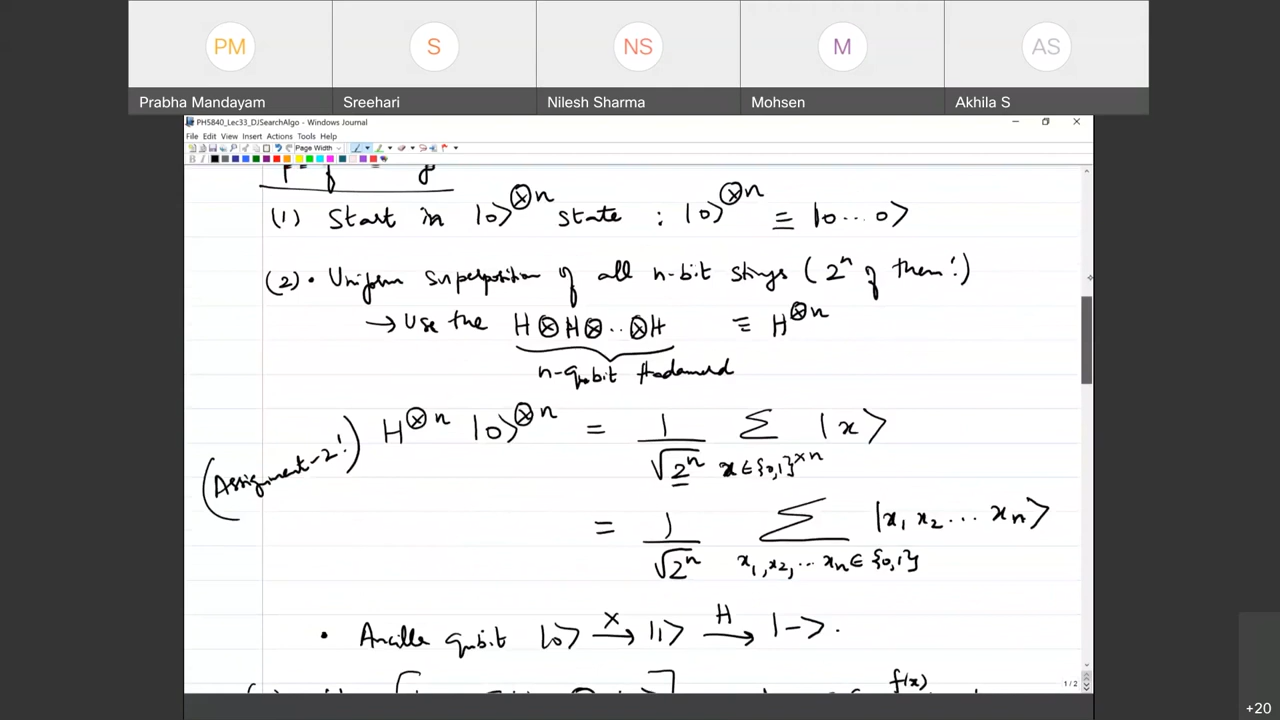 PM
S
NS
M
AS
Prabha Mandayam
Sreehari
Nilesh Sharma
Mohsen
Akhila S
PH5840_Lec33_DJSearchAlgo - Windows Journal
File Edit View Insert Actions Tools Help
Page Width
B I
(1) Start in |0⟩^⊗n state : |0⟩^⊗n ≡ |0...0⟩
(2) • Uniform superposition of all n-bit strings (2^n of them!)
→ Use the H⊗H⊗..⊗H ≡ H^⊗n
n-qubit Hadamard
(Assignment-2!) H^⊗n |0⟩^⊗n = 1/√2^n Σ_{x∈{0,1}^×n} |x⟩
= 1/√2^n Σ_{x₁,x₂,...x_n∈{0,1}} |x₁ x₂ ... x_n⟩
• Ancilla qubit |0⟩ —X→ |1⟩ —H→ |−⟩.
f(x)
1 / 2
+20